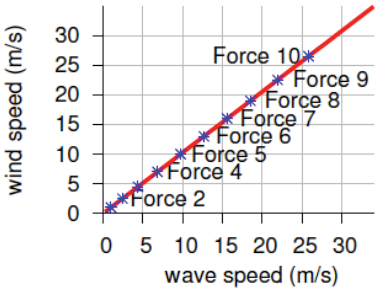 wind speed (m/s)
30
25
20
15
10
5
0
Force 10
Force 9
Force 8
Force 7
Force 6
Force 5
Force 4
Force 2
0 5 10 15 20 25 30
wave speed (m/s)